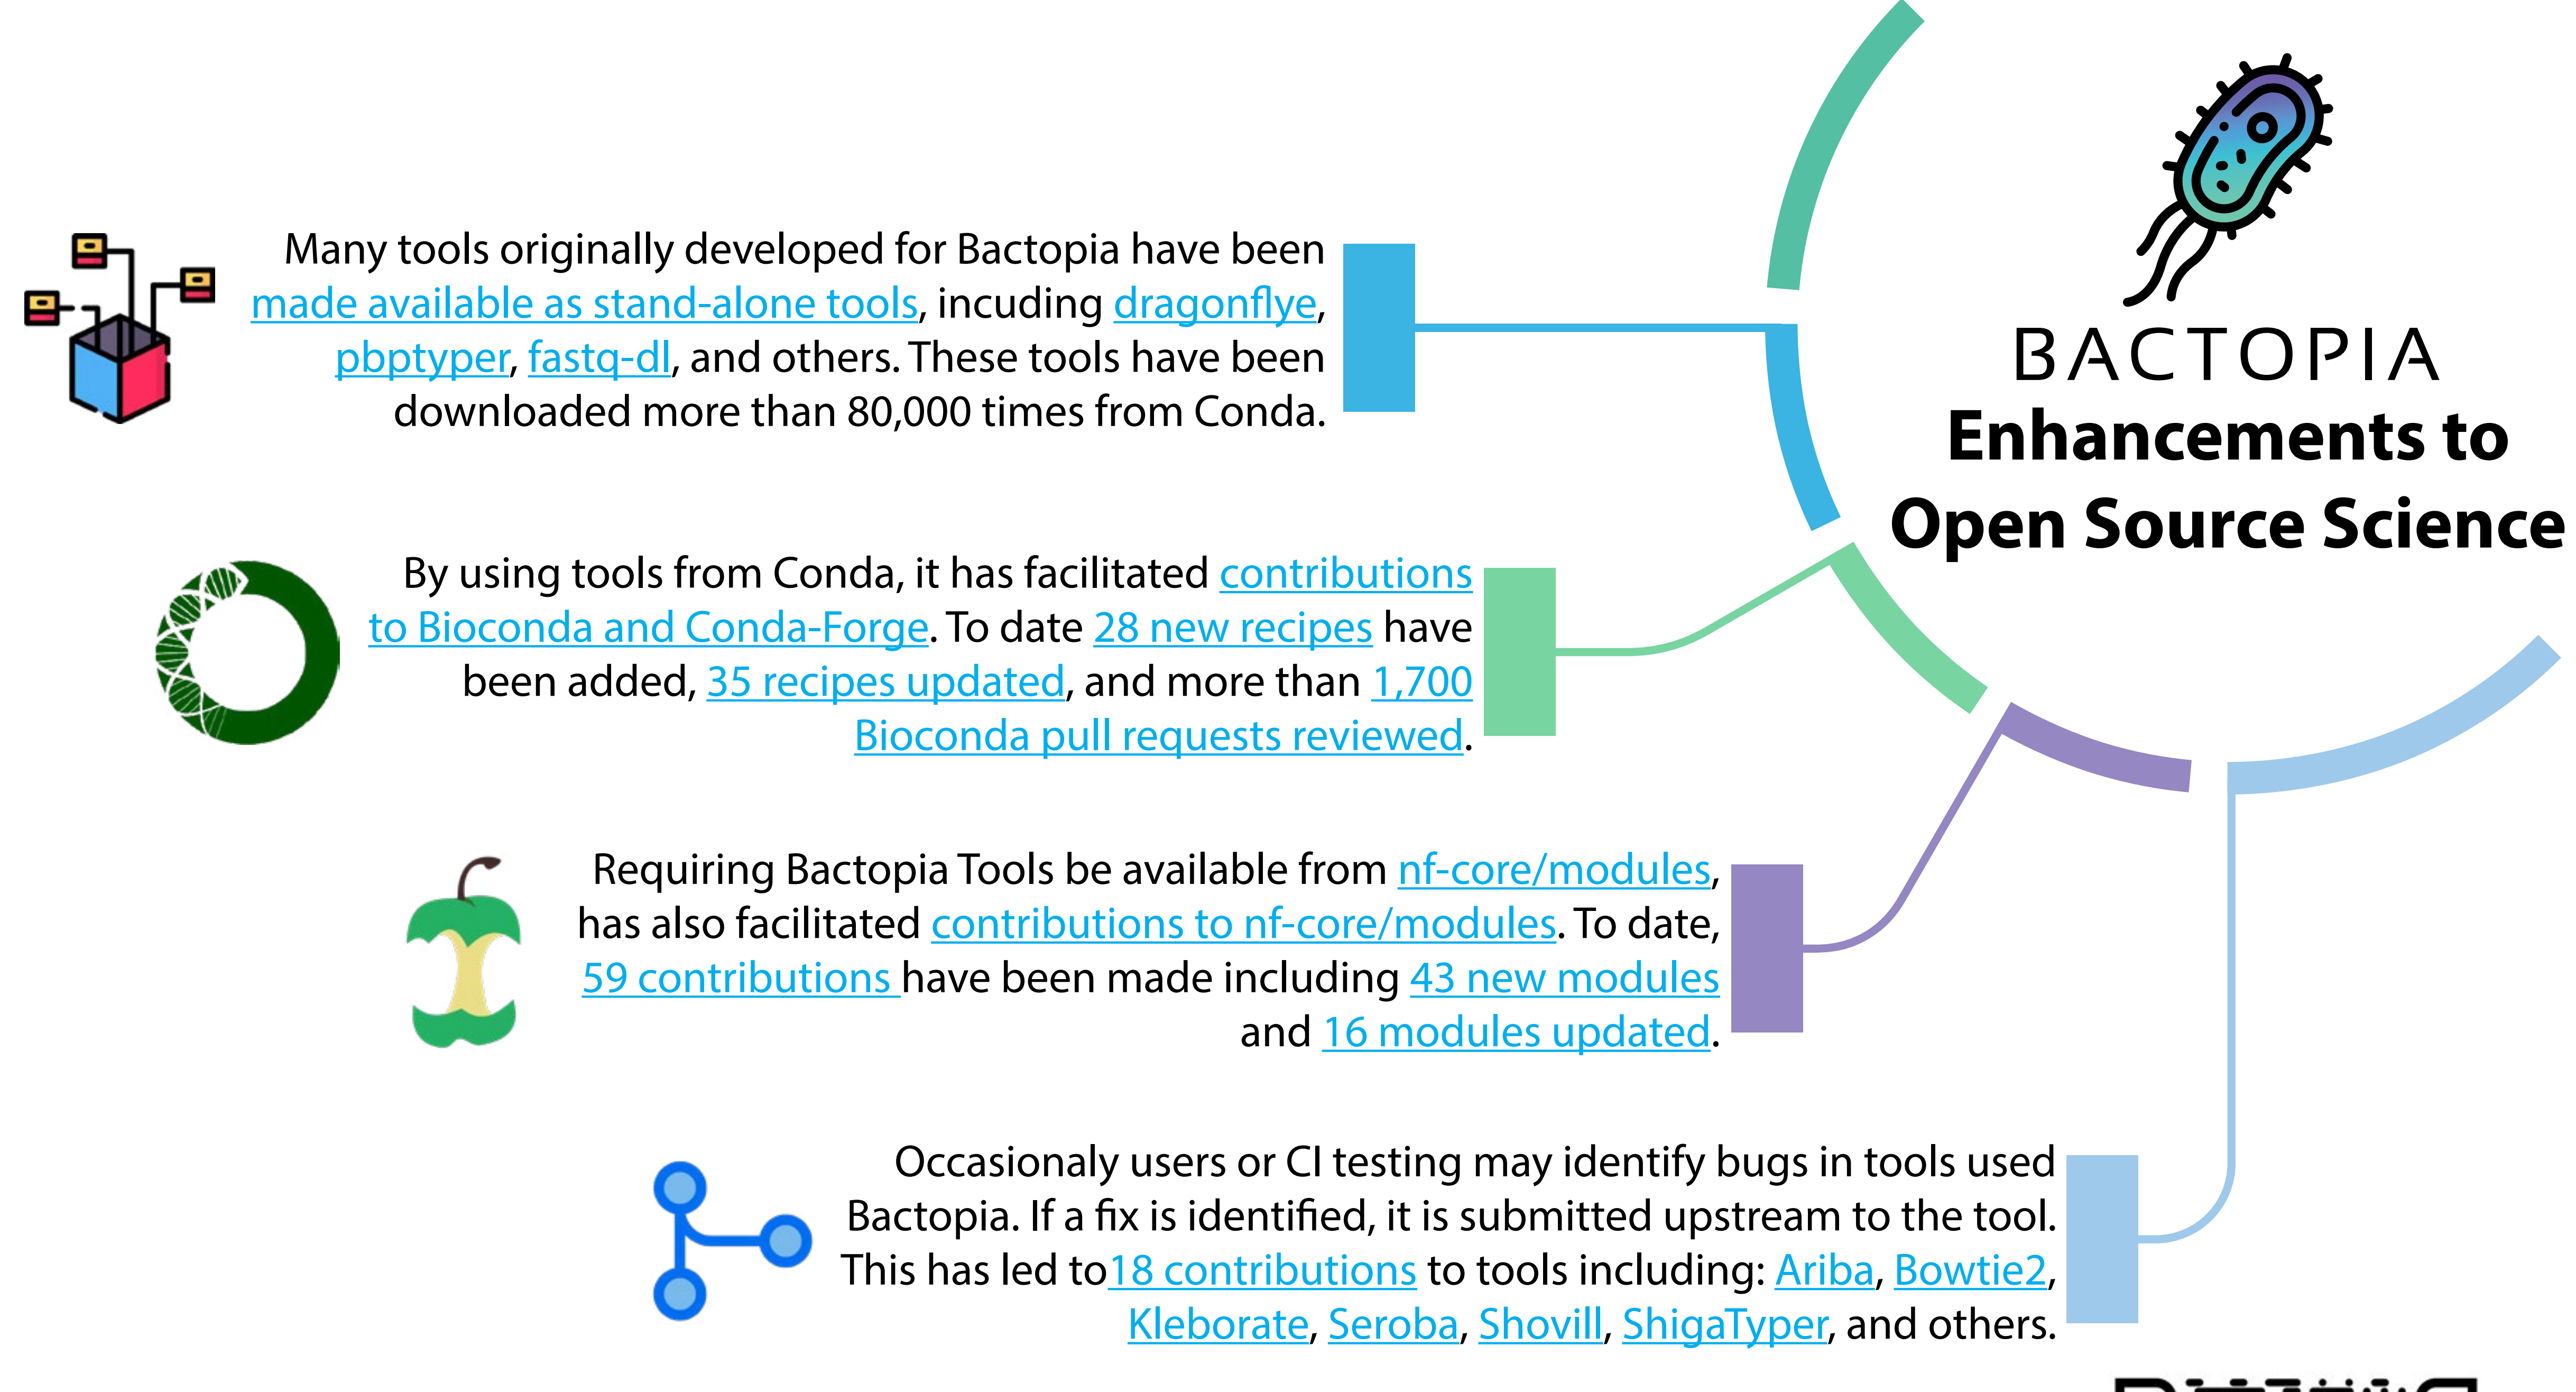 BACTOPIA
Enhancements to
Open Source Science
Many tools originally developed for Bactopia have been
made available as stand-alone tools, incuding dragonflye,
pbptyper, fastq-dl, and others. These tools have been
downloaded more than 80,000 times from Conda.
By using tools from Conda, it has facilitated contributions
to Bioconda and Conda-Forge. To date 28 new recipes have
been added, 35 recipes updated, and more than 1,700
Bioconda pull requests reviewed.
Requiring Bactopia Tools be available from nf-core/modules,
has also facilitated contributions to nf-core/modules. To date,
59 contributions have been made including 43 new modules
and 16 modules updated.
Occasionaly users or CI testing may identify bugs in tools used
Bactopia. If a fix is identified, it is submitted upstream to the tool.
This has led to18 contributions to tools including: Ariba, Bowtie2,
Kleborate, Seroba, Shovill, ShigaTyper, and others.